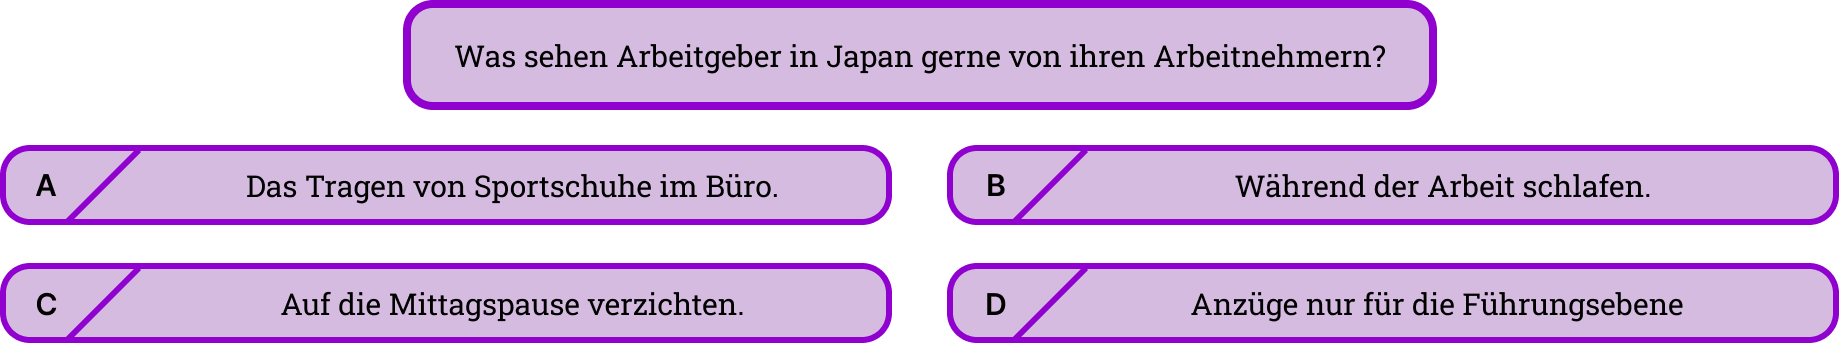 Was sehen Arbeitgeber in Japan gerne von ihren Arbeitnehmern?
A Das Tragen von Sportschuhe im Büro.
B Während der Arbeit schlafen.
C Auf die Mittagspause verzichten.
D Anzüge nur für die Führungsebene